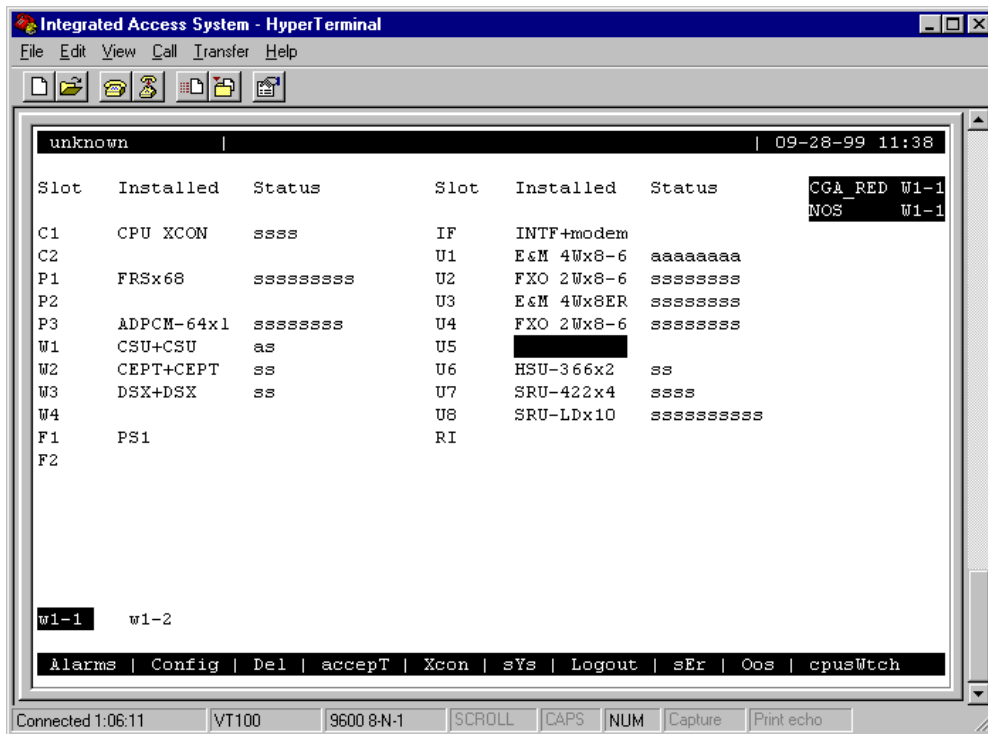 Integrated Access System - HyperTerminal
File Edit View Call Transfer Help
unknown | | 09-28-99 11:38
Slot Installed Status Slot Installed Status CGA_RED W1-1
NOS W1-1
C1 CPU XCON ssss IF INTF+modem
C2 U1 E&M 4Wx8-6 aaaaaaaa
P1 FRSx68 sssssssss U2 FXO 2Wx8-6 ssssssss
P2 U3 E&M 4Wx8ER ssssssss
P3 ADPCM-64x1 ssssssss U4 FXO 2Wx8-6 ssssssss
W1 CSU+CSU as U5
W2 CEPT+CEPT ss U6 HSU-366x2 ss
W3 DSX+DSX ss U7 SRU-422x4 ssss
W4 U8 SRU-LDx10 ssssssssss
F1 PS1 RI
F2
w1-1 w1-2
Alarms | Config | Del | accepT | Xcon | sYs | Logout | sEr | Oos | cpusWtch
Connected 1:06:11 VT100 9600 8-N-1 SCROLL CAPS NUM Capture Print echo